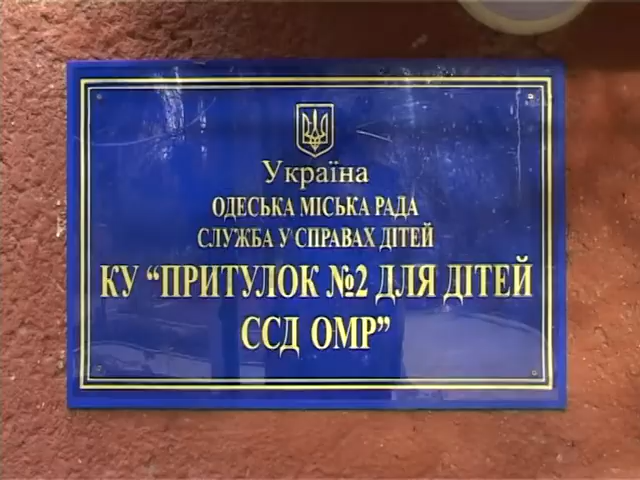 Україна
ОДЕСЬКА МІСЬКА РАДА
СЛУЖБА У СПРАВАХ ДІТЕЙ
КУ “ПРИТУЛОК №2 ДЛЯ ДІТЕЙ
ССД ОМР”